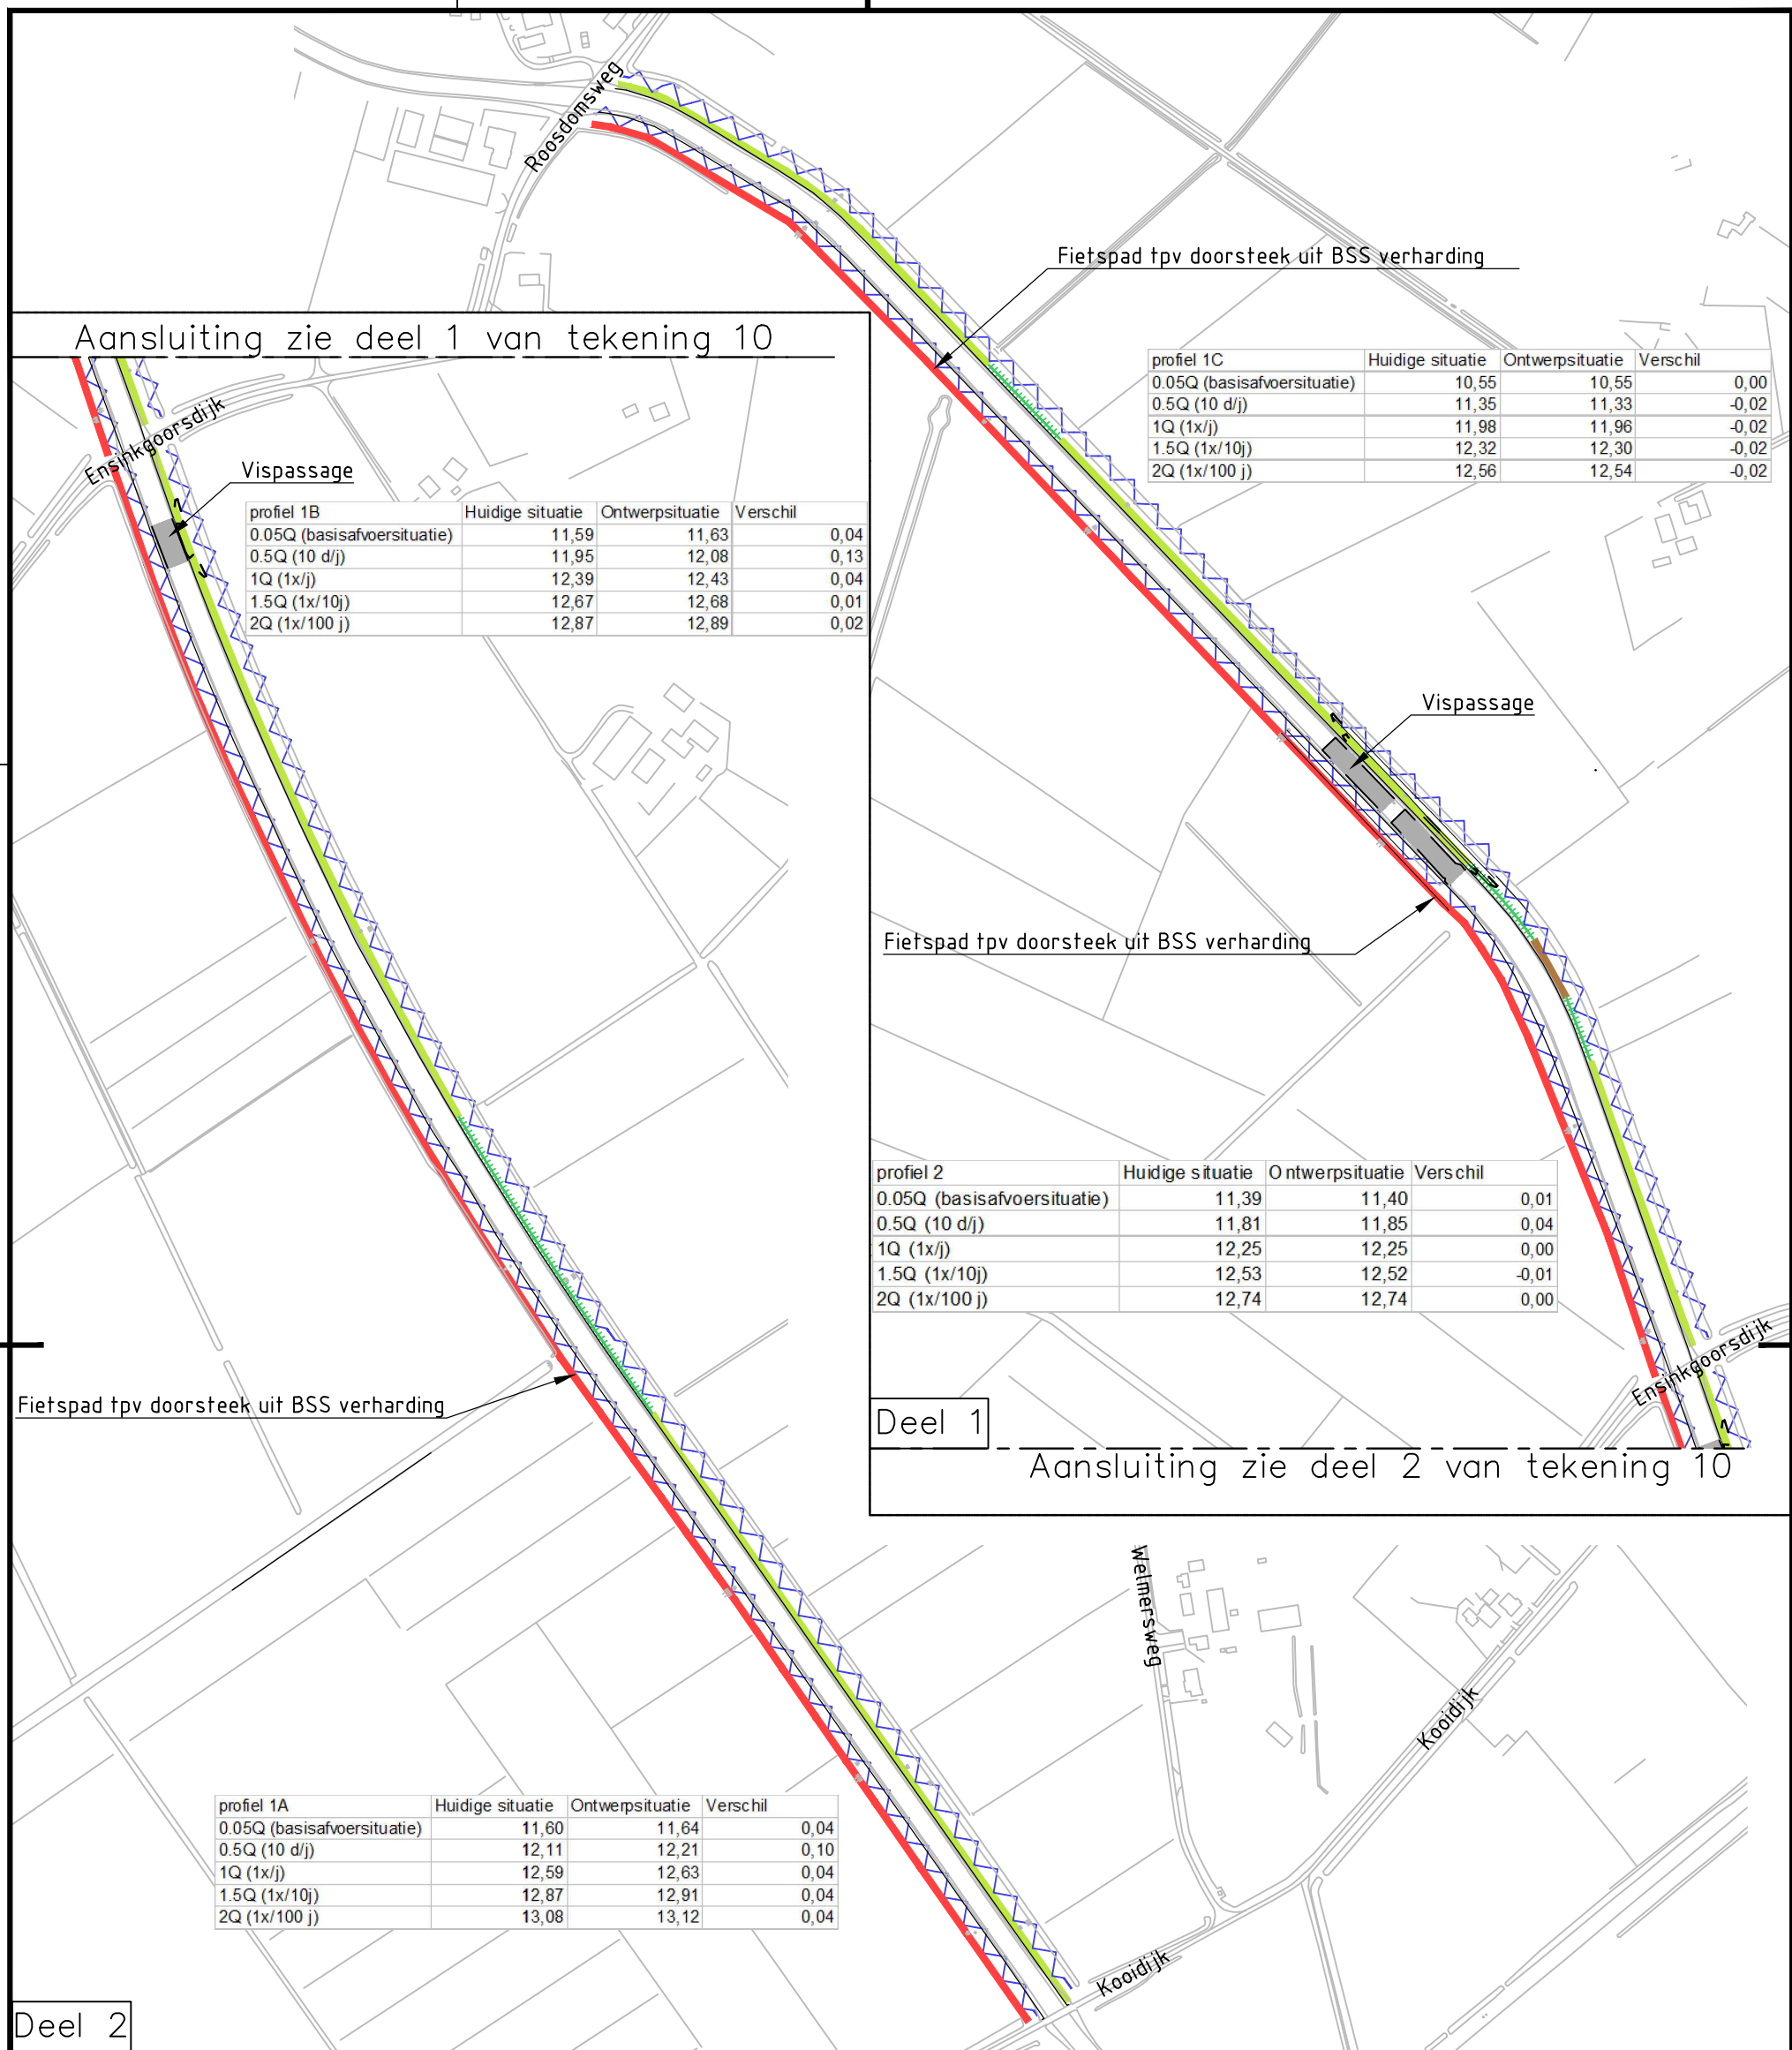 Roosdomsweg
Fietspad tpv doorsteek uit BSS verharding
profiel 1C Huidige situatie Ontwerpsituatie Verschil
0.05Q (basisafvoersituatie) 10,55 10,55 0,00
0.5Q (10 d/j) 11,35 11,33 -0,02
1Q (1x/j) 11,98 11,96 -0,02
1.5Q (1x/10j) 12,32 12,30 -0,02
2Q (1x/100 j) 12,56 12,54 -0,02
Vispassage
Fietspad tpv doorsteek uit BSS verharding
profiel 2 Huidige situatie Ontwerpsituatie Verschil
0.05Q (basisafvoersituatie) 11,39 11,40 0,01
0.5Q (10 d/j) 11,81 11,85 0,04
1Q (1x/j) 12,25 12,25 0,00
1.5Q (1x/10j) 12,53 12,52 -0,01
2Q (1x/100 j) 12,74 12,74 0,00
Ensinkgoorsdijk
Deel 1
Aansluiting zie deel 2 van tekening 10
Aansluiting zie deel 1 van tekening 10
Ensinkgoorsdijk
Vispassage
profiel 1B Huidige situatie Ontwerpsituatie Verschil
0.05Q (basisafvoersituatie) 11,59 11,63 0,04
0.5Q (10 d/j) 11,95 12,08 0,13
1Q (1x/j) 12,39 12,43 0,04
1.5Q (1x/10j) 12,67 12,68 0,01
2Q (1x/100 j) 12,87 12,89 0,02
Fietspad tpv doorsteek uit BSS verharding
Welmersweg
Kooidijk
profiel 1A Huidige situatie Ontwerpsituatie Verschil
0.05Q (basisafvoersituatie) 11,60 11,64 0,04
0.5Q (10 d/j) 12,11 12,21 0,10
1Q (1x/j) 12,59 12,63 0,04
1.5Q (1x/10j) 12,87 12,91 0,04
2Q (1x/100 j) 13,08 13,12 0,04
Kooidijk
Deel 2